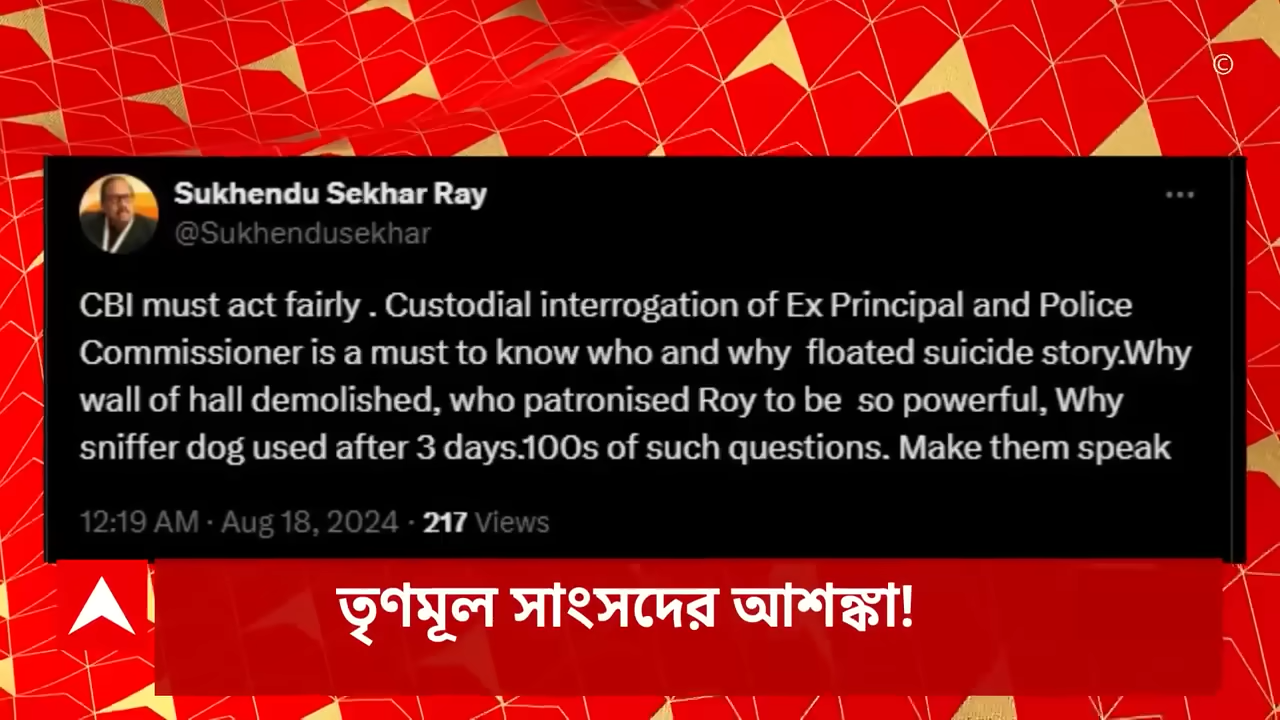 ©
Sukhendu Sekhar Ray
@Sukhendusekhar
CBI must act fairly . Custodial interrogation of Ex Principal and Police
Commissioner is a must to know who and why floated suicide story.Why
wall of hall demolished, who patronised Roy to be so powerful, Why
sniffer dog used after 3 days.100s of such questions. Make them speak
12:19 AM · Aug 18, 2024 · 217 Views
তৃণমূল সাংসদের আশঙ্কা!